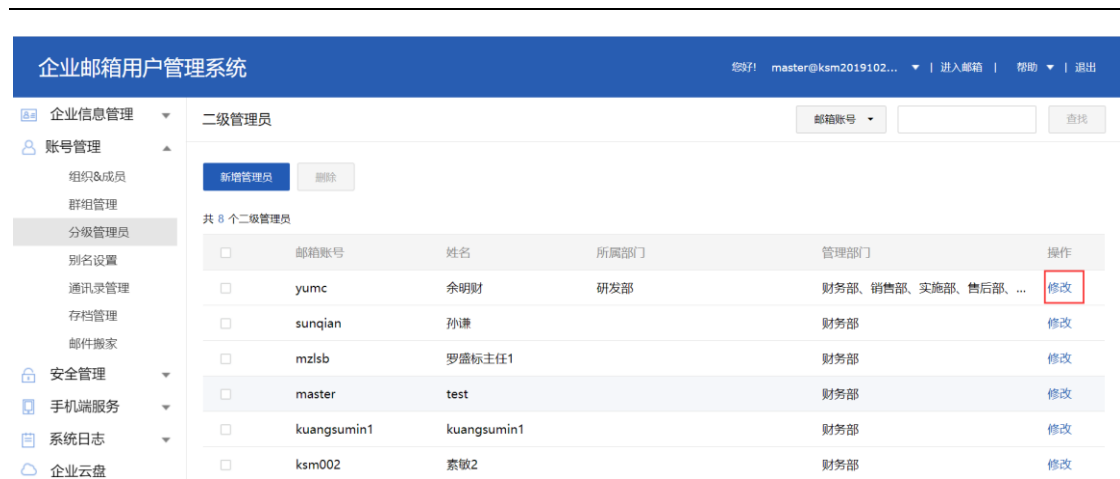 企业邮箱用户管理系统
您好! master@ksm2019102... ▼ | 进入邮箱 | 帮助 ▼ | 退出
企业信息管理
账号管理
组织&成员
群组管理
分级管理员
别名设置
通讯录管理
存档管理
邮件搬家
安全管理
手机端服务
系统日志
企业云盘
二级管理员
邮箱账号
查找
新增管理员 删除
共 8 个二级管理员
邮箱账号 姓名 所属部门 管理部门 操作
yumc 余明财 研发部 财务部、销售部、实施部、售后部、... 修改
sunqian 孙谦 财务部 修改
mzlsb 罗盛标主任1 财务部 修改
master test 财务部 修改
kuangsumin1 kuangsumin1 财务部 修改
ksm002 素敏2 财务部 修改